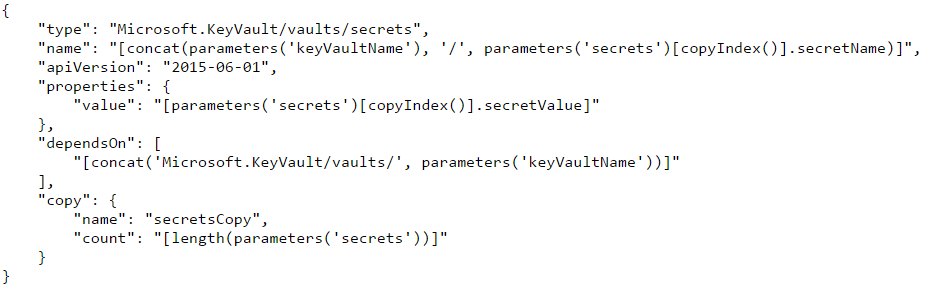 {
    "type": "Microsoft.KeyVault/vaults/secrets",
    "name": "[concat(parameters('keyVaultName'), '/', parameters('secrets')[copyIndex()].secretName)]",
    "apiVersion": "2015-06-01",
    "properties": {
        "value": "[parameters('secrets')[copyIndex()].secretValue]"
    },
    "dependsOn": [
        "[concat('Microsoft.KeyVault/vaults/', parameters('keyVaultName'))]"
    ],
    "copy": {
        "name": "secretsCopy",
        "count": "[length(parameters('secrets'))]"
    }
}